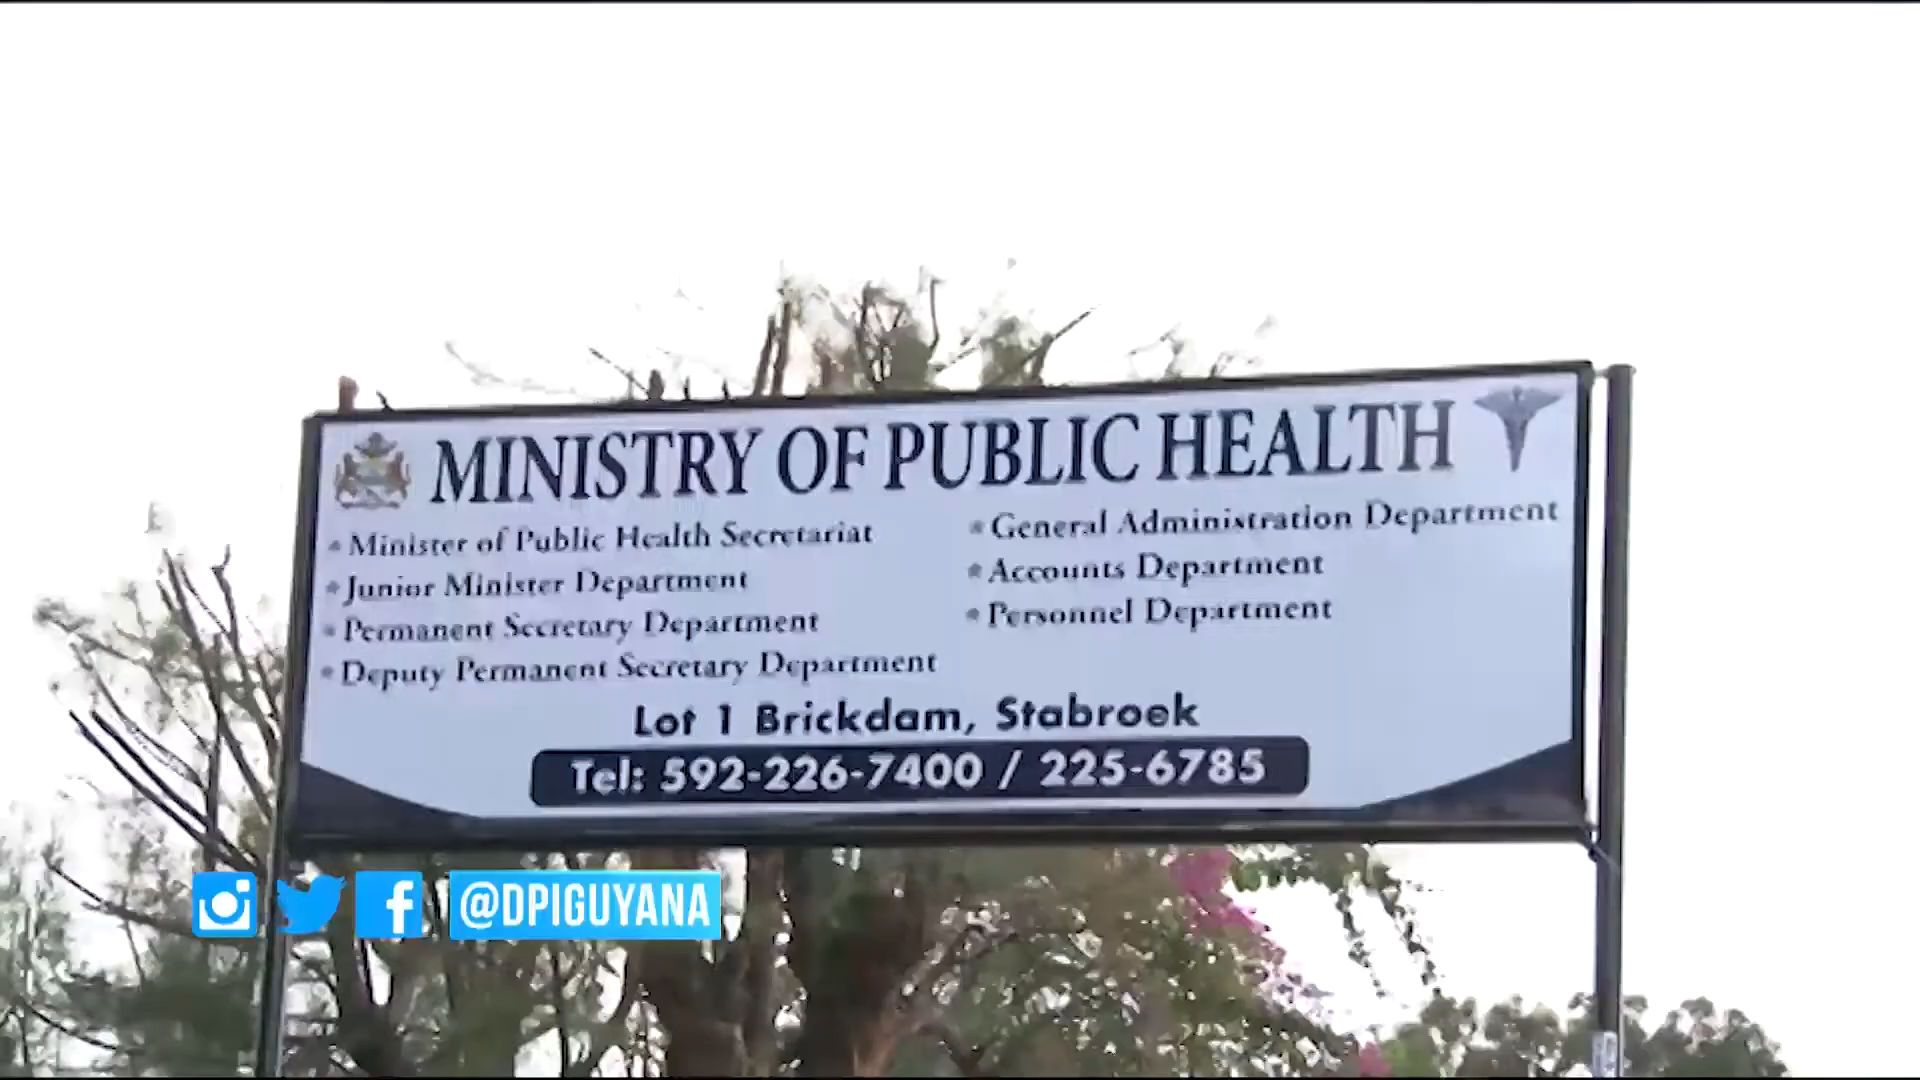 MINISTRY OF PUBLIC HEALTH
Minister of Public Health Secretariat
Junior Minister Department
Permanent Secretary Department
Deputy Permanent Secretary Department
General Administration Department
Accounts Department
Personnel Department
Lot 1 Brickdam, Stabroek
Tel: 592-226-7400 / 225-6785
@DPIGUYANA